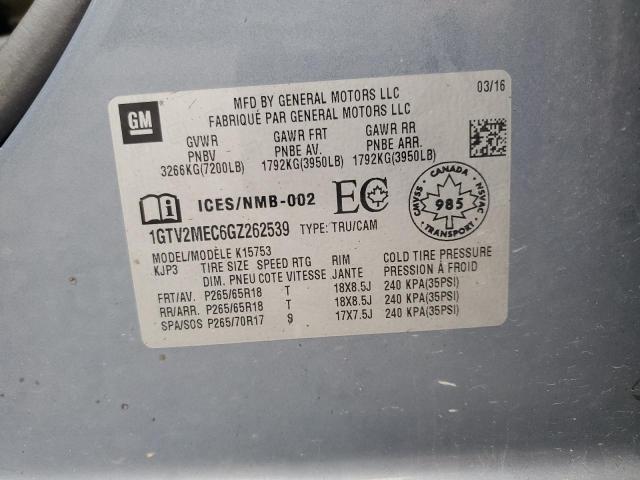 GM
MFD BY GENERAL MOTORS LLC
FABRIQUÉ PAR GENERAL MOTORS LLC
03/16
GVWR
PNBV
3266KG(7200LB)
GAWR FRT
PNBE AV.
1792KG(3950LB)
GAWR RR
PNBE ARR.
1792KG(3950LB)
ICES/NMB-002
EC
CANADA
CMVSS
985
NSVAC
TRANSPORT
1GTV2MEC6GZ262539 TYPE: TRU/CAM
MODEL/MODÈLE K15753
KJP3 TIRE SIZE SPEED RTG RIM COLD TIRE PRESSURE
DIM. PNEU COTE VITESSE JANTE PRESSION À FROID
FRT/AV. P265/65R18 T 18X8.5J 240 KPA(35PSI)
RR/ARR. P265/65R18 T 18X8.5J 240 KPA(35PSI)
SPA/SOS P265/70R17 S 17X7.5J 240 KPA(35PSI)